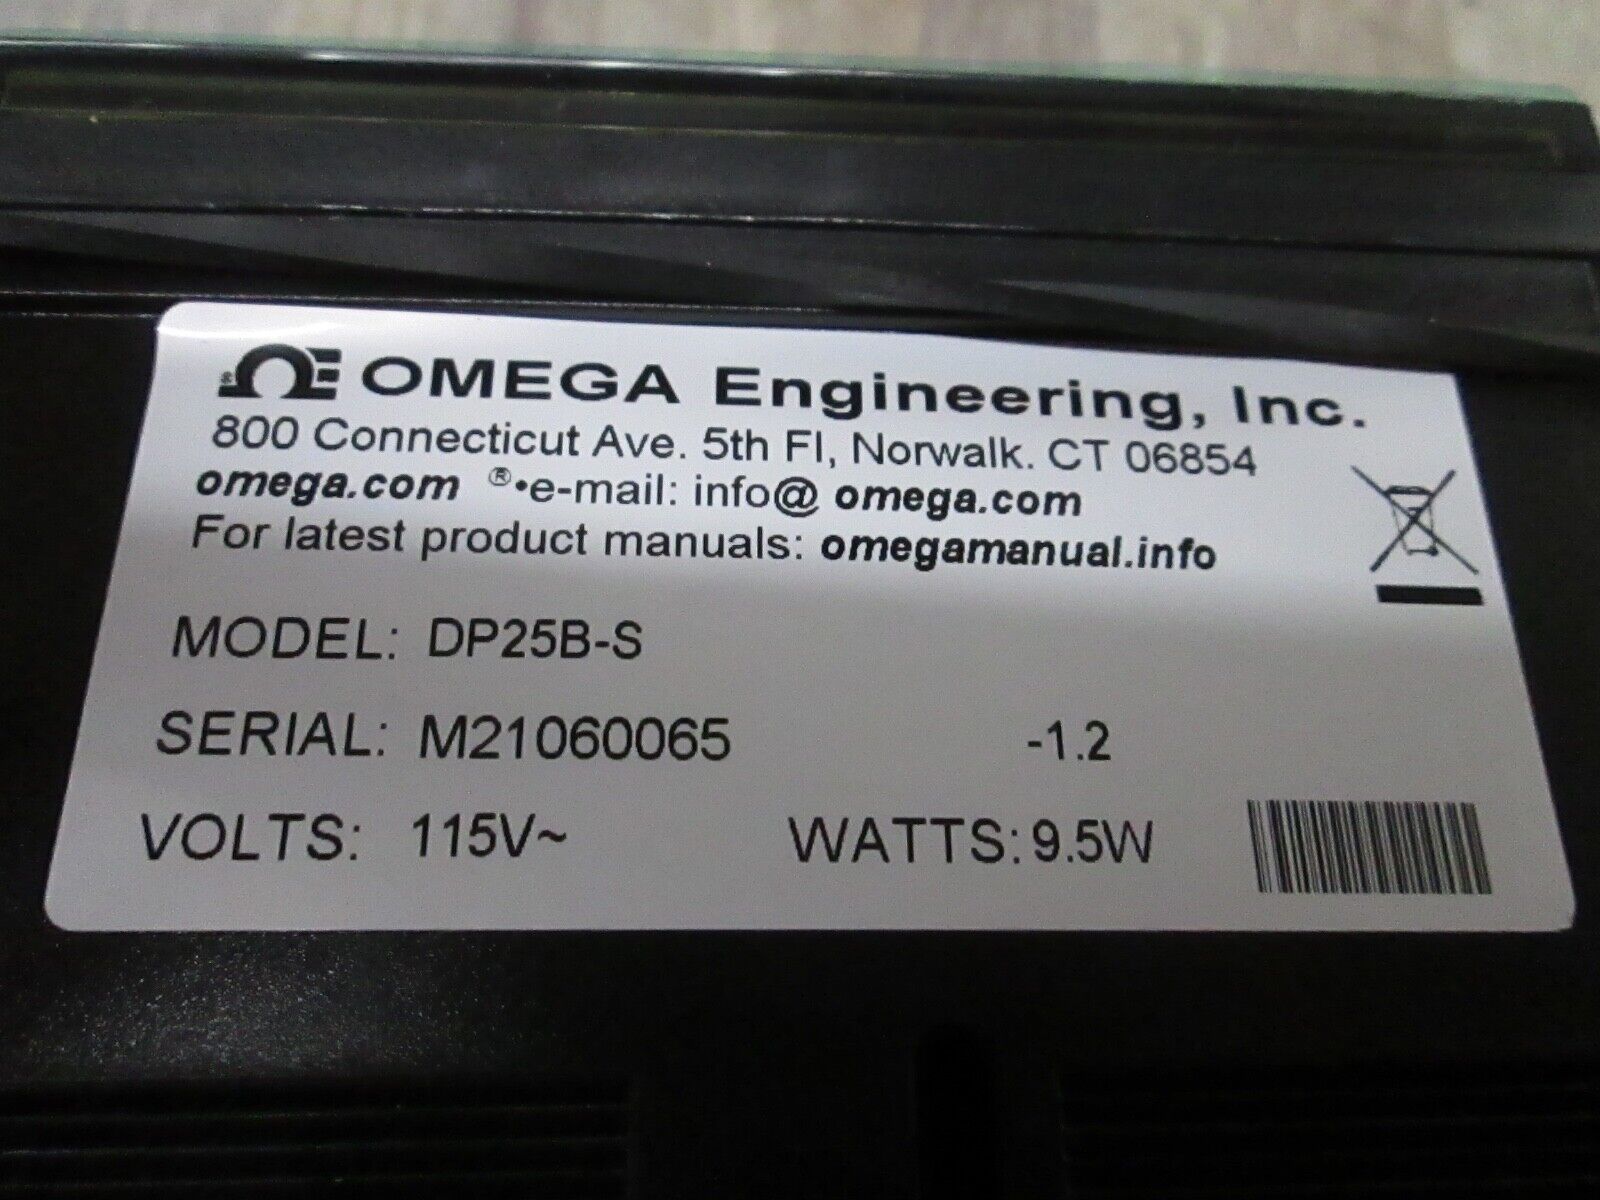 ΩE OMEGA Engineering, Inc.
800 Connecticut Ave. 5th Fl, Norwalk. CT 06854
omega.com ®•e-mail: info@ omega.com
For latest product manuals: omegamanual.info
MODEL: DP25B-S
SERIAL: M21060065 -1.2
VOLTS: 115V~ WATTS: 9.5W